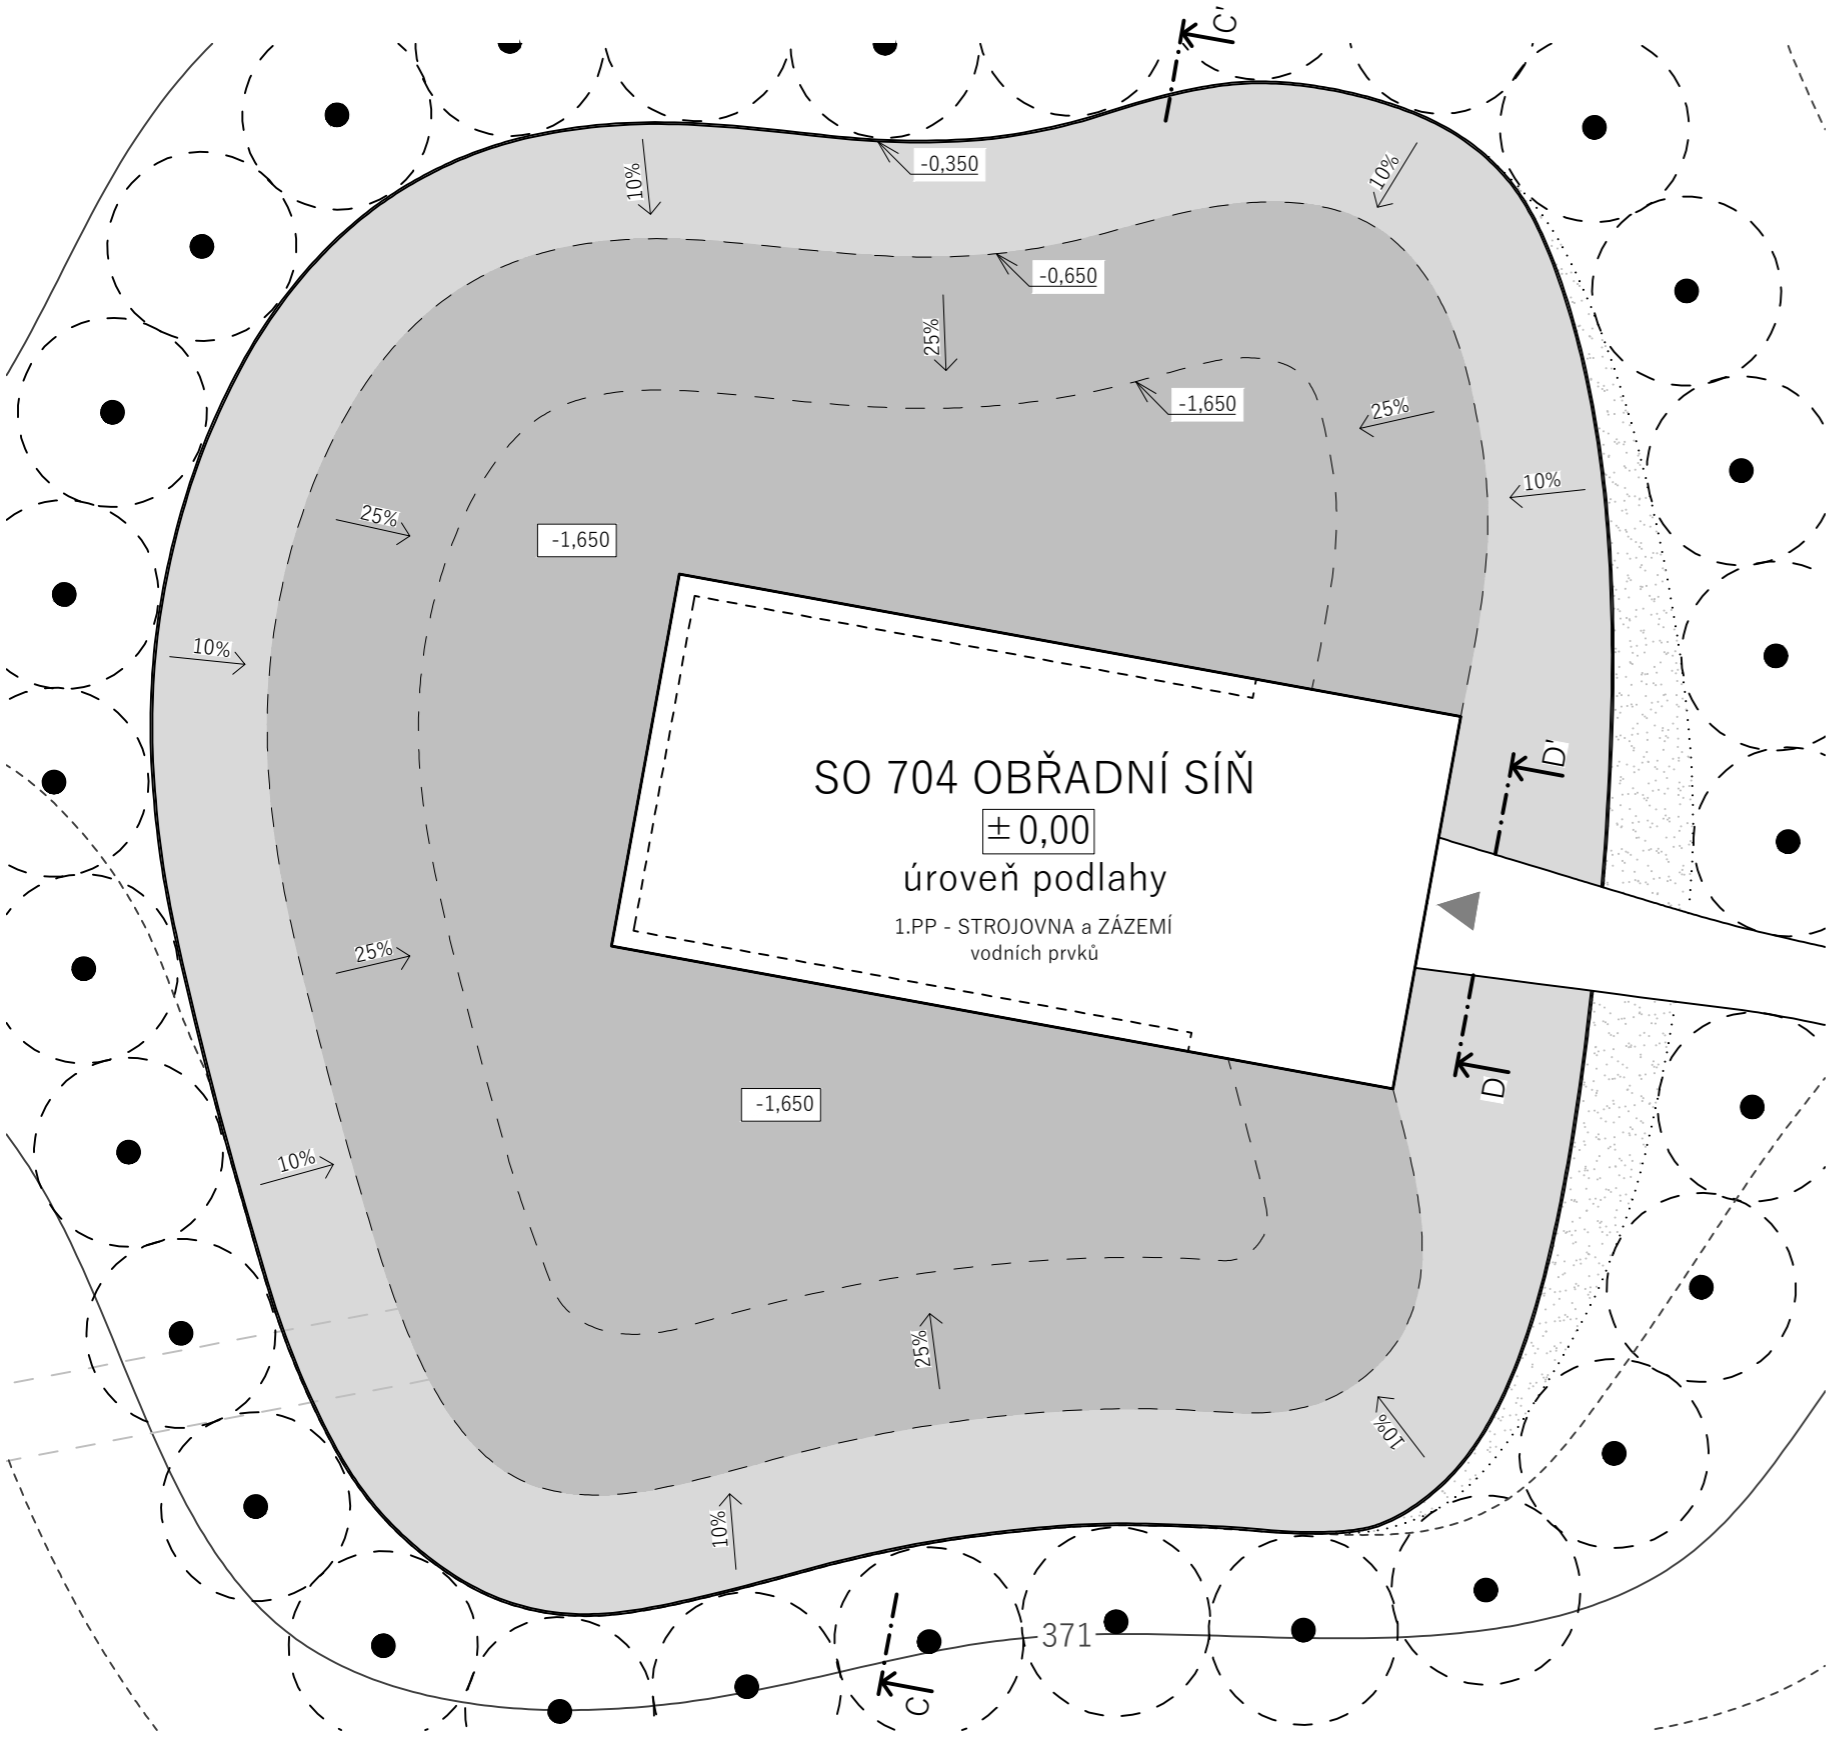 C'
10%
-0,350
10%
-0,650
25%
-1,650
25%
10%
25%
-1,650
10%
SO 704 OBŘADNÍ SÍŇ
± 0,00
úroveň podlahy
1.PP - STROJOVNA a ZÁZEMÍ
vodních prvků
D'
25%
D
-1,650
10%
25%
10%
10%
371
C